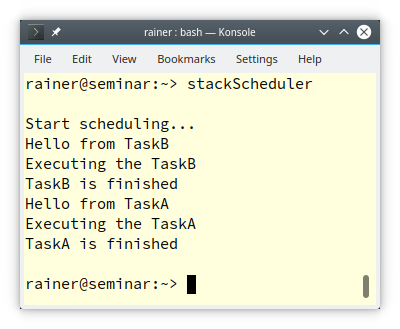 rainer : bash — Konsole
File Edit View Bookmarks Settings Help
rainer@seminar:~> stackScheduler
Start scheduling...
Hello from TaskB
Executing the TaskB
TaskB is finished
Hello from TaskA
Executing the TaskA
TaskA is finished
rainer@seminar:~>